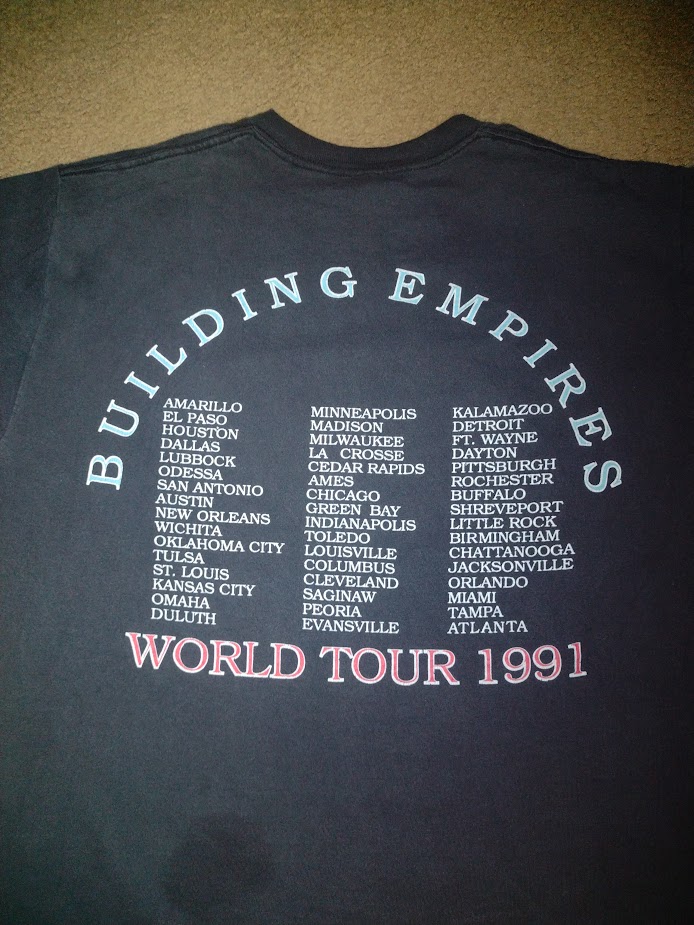 BUILDING EMPIRES
AMARILLO
EL PASO
HOUSTON
DALLAS
LUBBOCK
ODESSA
SAN ANTONIO
AUSTIN
NEW ORLEANS
WICHITA
OKLAHOMA CITY
TULSA
ST. LOUIS
KANSAS CITY
OMAHA
DULUTH
MINNEAPOLIS
MADISON
MILWAUKEE
LA CROSSE
CEDAR RAPIDS
AMES
CHICAGO
GREEN BAY
INDIANAPOLIS
TOLEDO
LOUISVILLE
COLUMBUS
CLEVELAND
SAGINAW
PEORIA
EVANSVILLE
KALAMAZOO
DETROIT
FT. WAYNE
DAYTON
PITTSBURGH
ROCHESTER
BUFFALO
SHREVEPORT
LITTLE ROCK
BIRMINGHAM
CHATTANOOGA
JACKSONVILLE
ORLANDO
MIAMI
TAMPA
ATLANTA
WORLD TOUR 1991